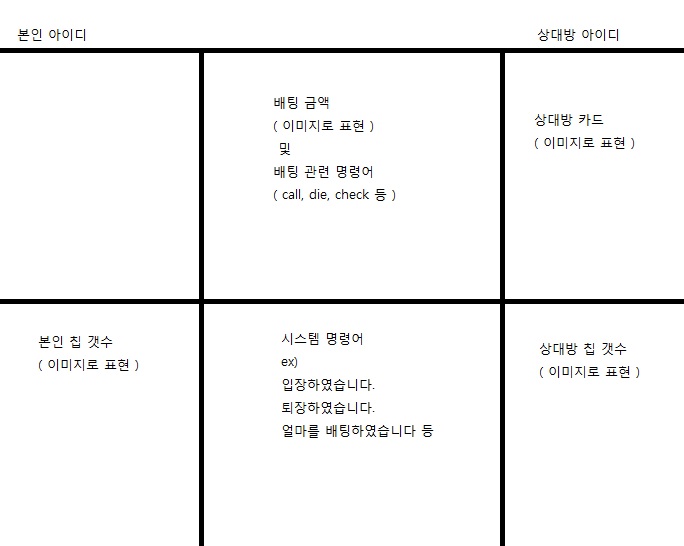 본인 아이디
상대방 아이디
배팅 금액
( 이미지로 표현 )
및
배팅 관련 명령어
( call, die, check 등 )
상대방 카드
( 이미지로 표현 )
본인 칩 갯수
( 이미지로 표현 )
시스템 명령어
ex)
입장하였습니다.
퇴장하였습니다.
얼마를 배팅하였습니다 등
상대방 칩 갯수
( 이미지로 표현 )